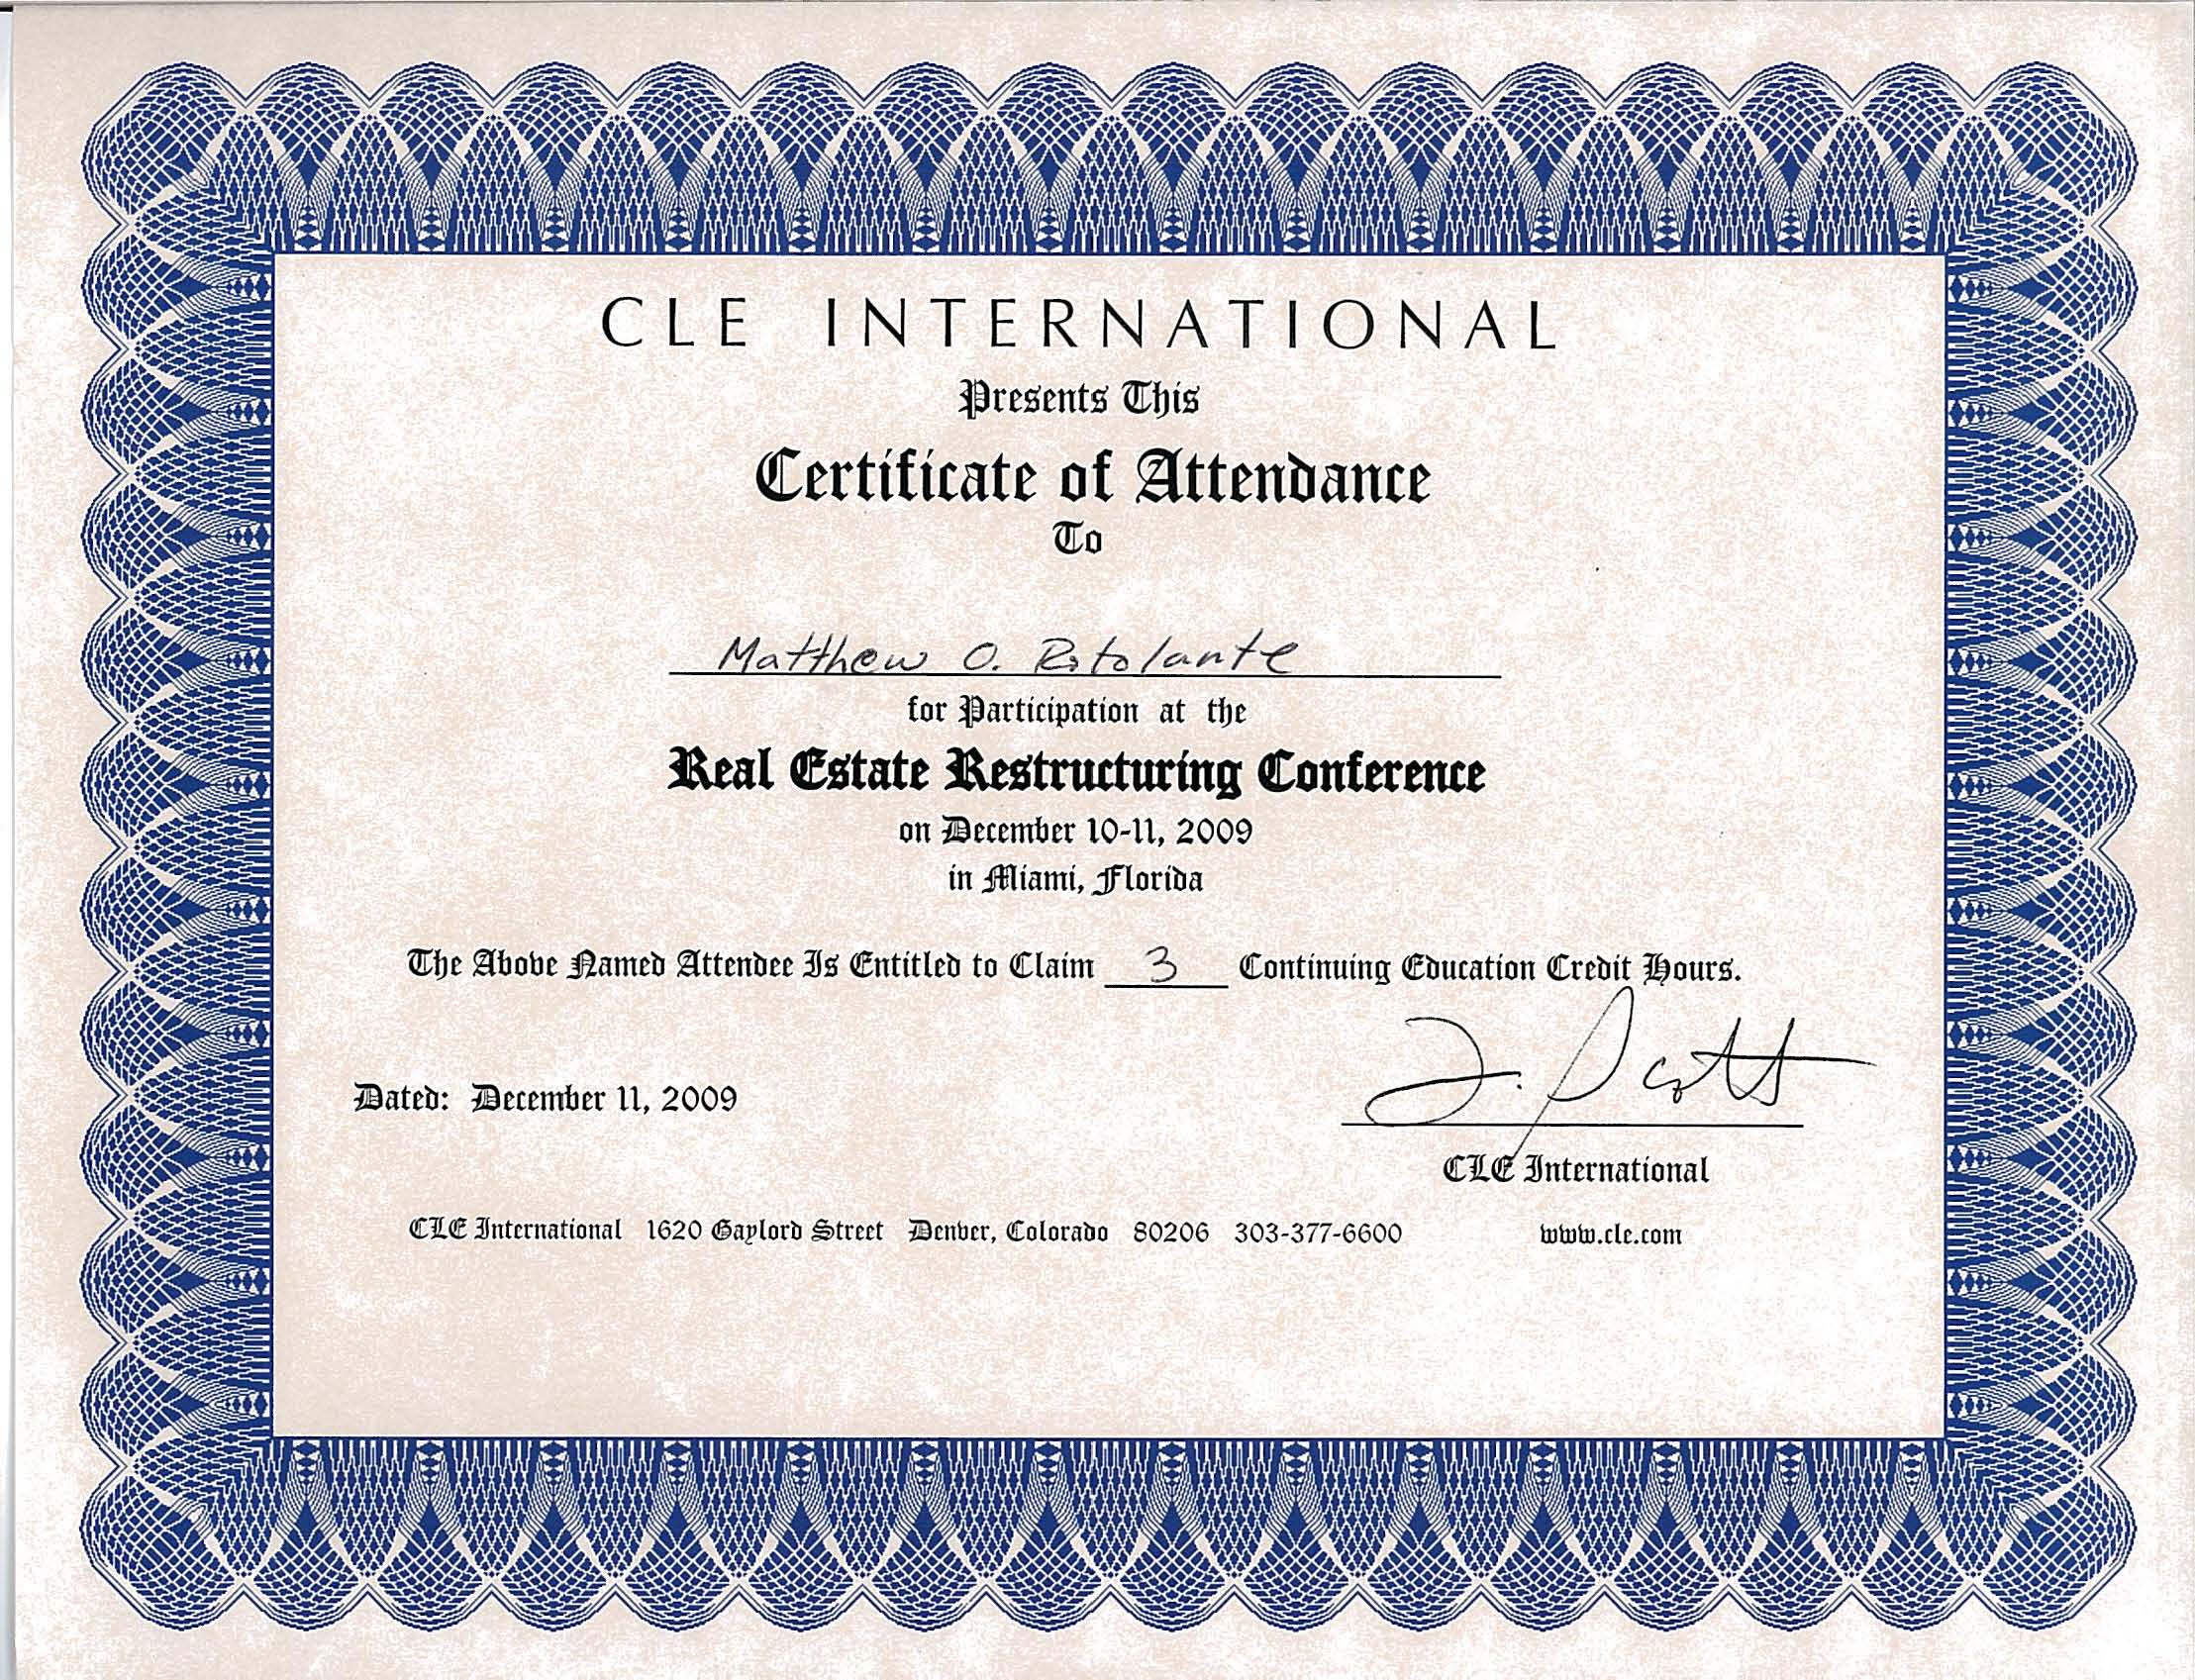 CLE INTERNATIONAL
Presents This
Certificate of Attendance
To
Matthew O.
for Participation at the
Real Estate Restructuring Conference
on December 10-11, 2009
in Miami, Florida
The Above Named Attendee Is Entitled to Claim 3 Continuing Education Credit Hours.
J. Scott
Dated: December 11, 2009
CLE International
CLE International 1620 Gaylord Street Denver, Colorado 80206 303-377-6600 www.cle.com